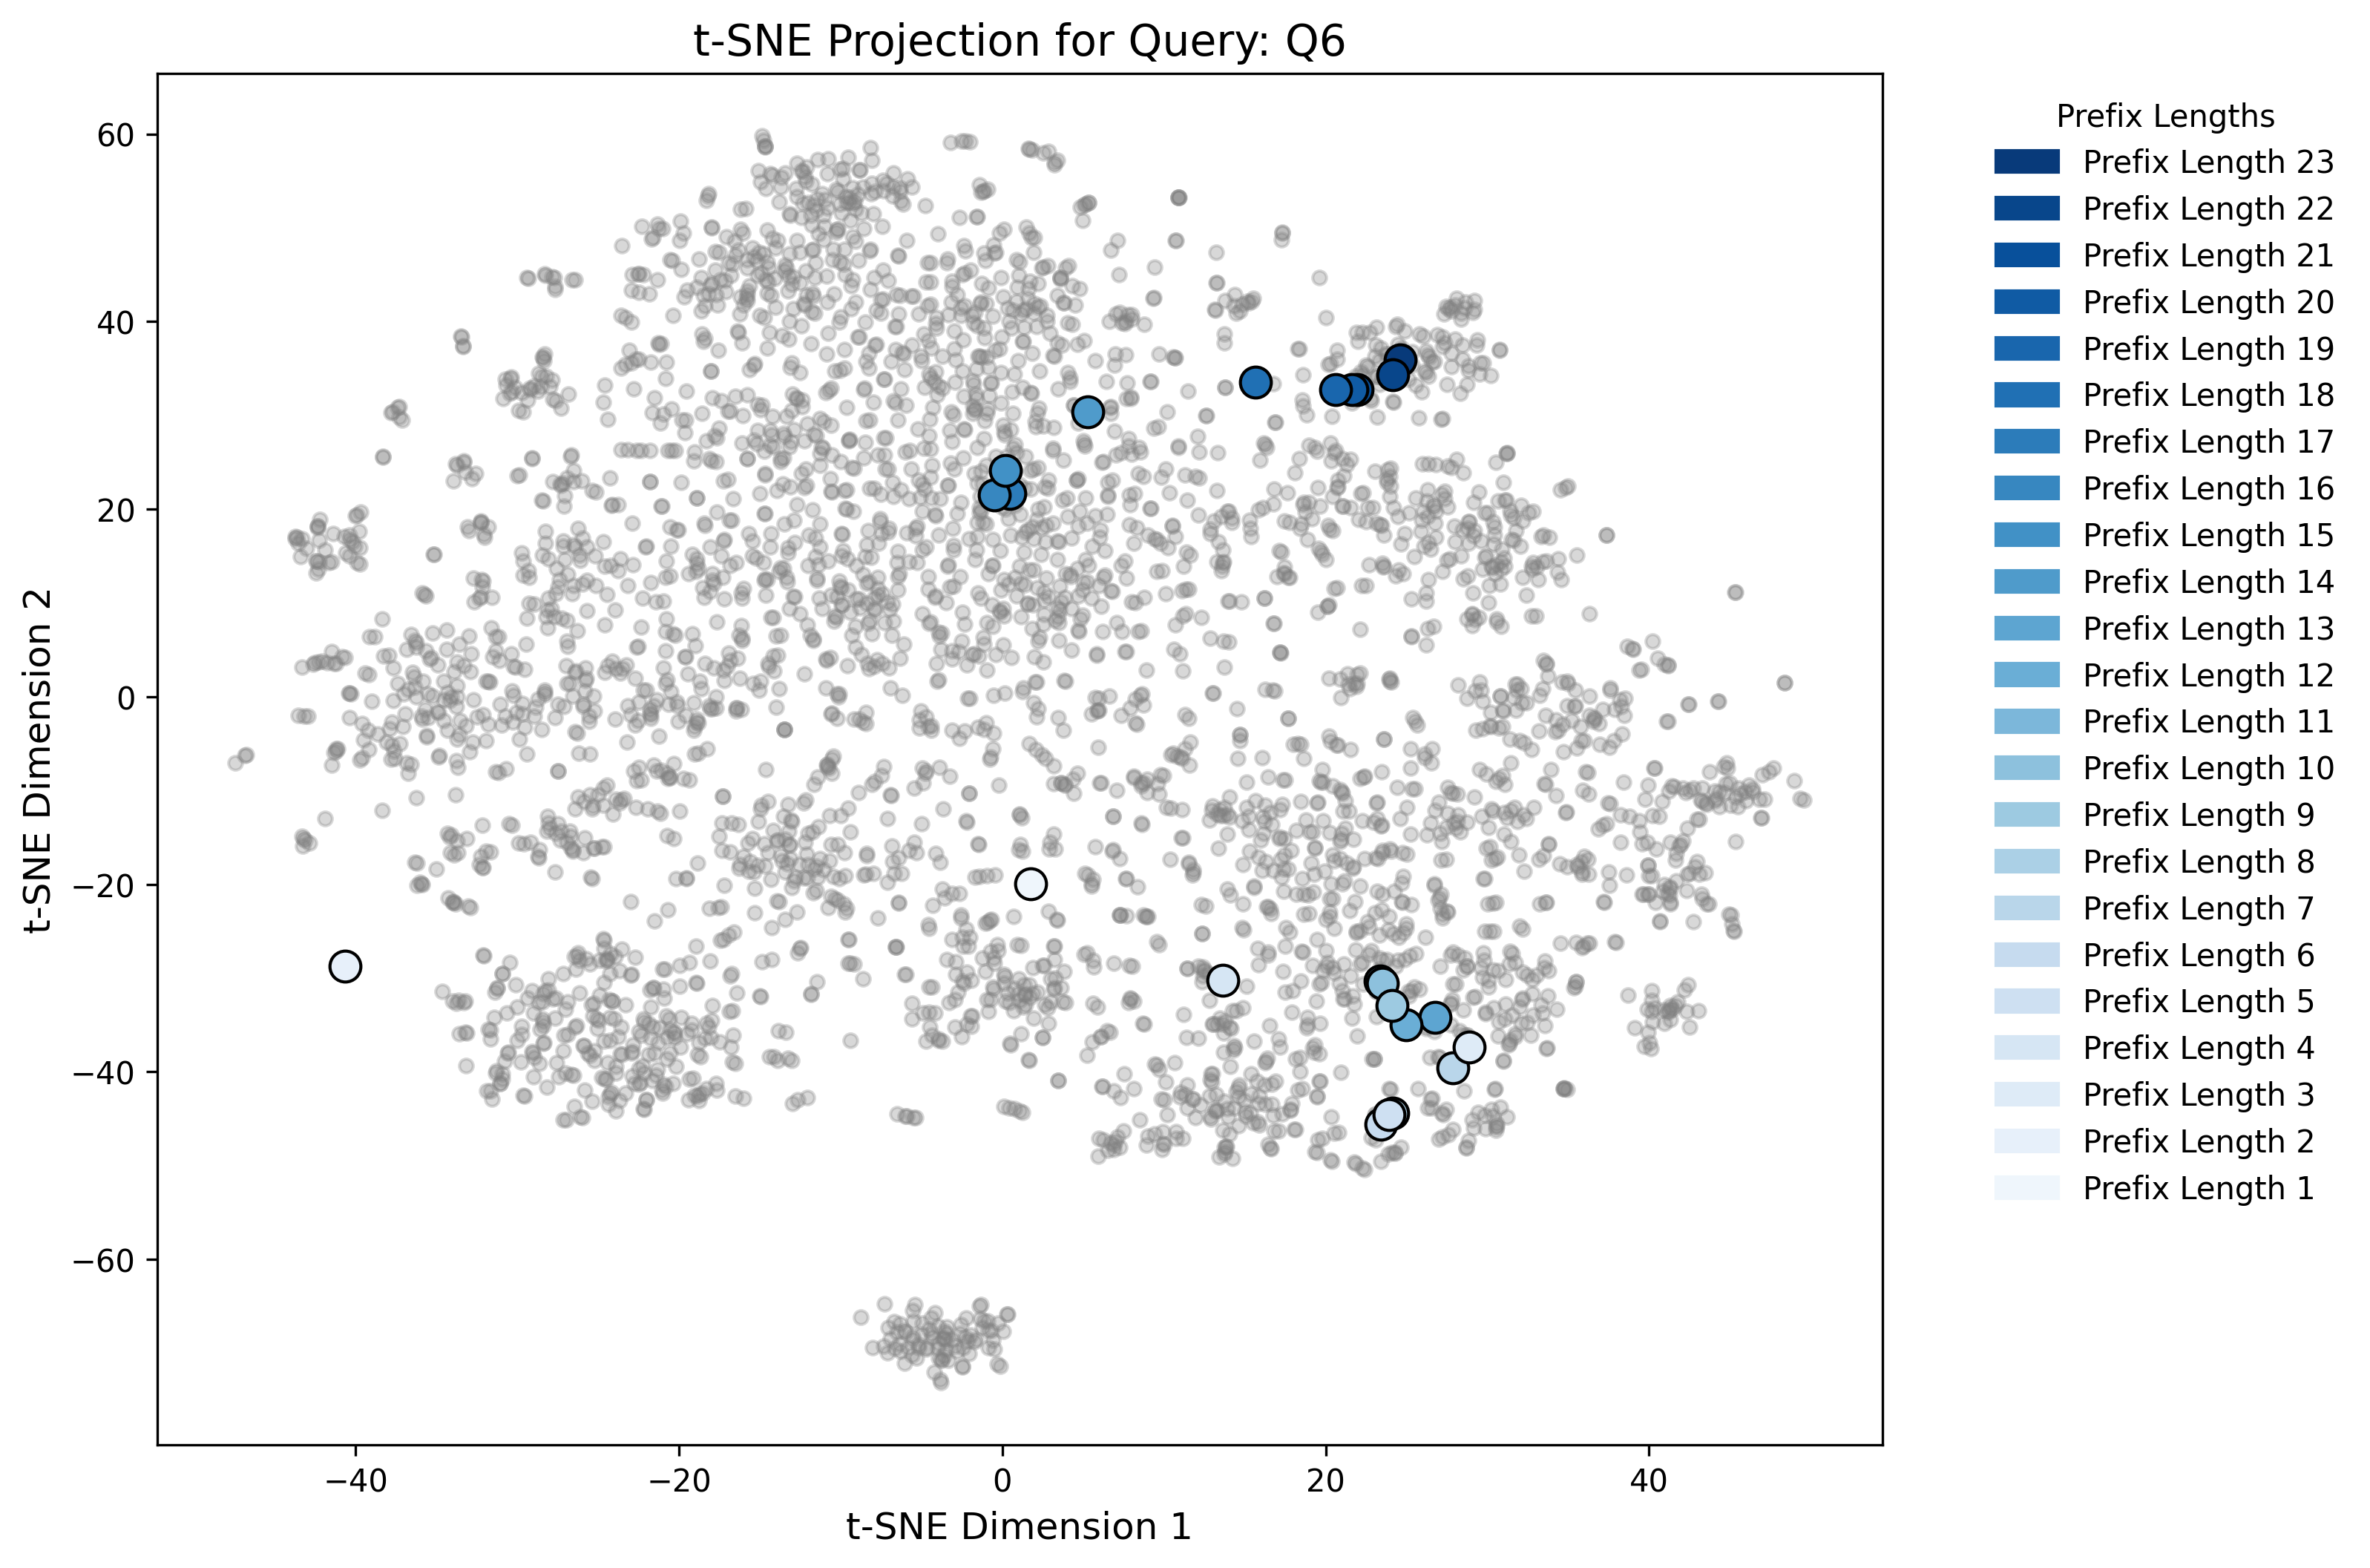 t-SNE Projection for Query: Q6
60
40
20
0
−20
−40
−60
t-SNE Dimension 2
−40
−20
0
20
40
t-SNE Dimension 1
Prefix Lengths
Prefix Length 23
Prefix Length 22
Prefix Length 21
Prefix Length 20
Prefix Length 19
Prefix Length 18
Prefix Length 17
Prefix Length 16
Prefix Length 15
Prefix Length 14
Prefix Length 13
Prefix Length 12
Prefix Length 11
Prefix Length 10
Prefix Length 9
Prefix Length 8
Prefix Length 7
Prefix Length 6
Prefix Length 5
Prefix Length 4
Prefix Length 3
Prefix Length 2
Prefix Length 1